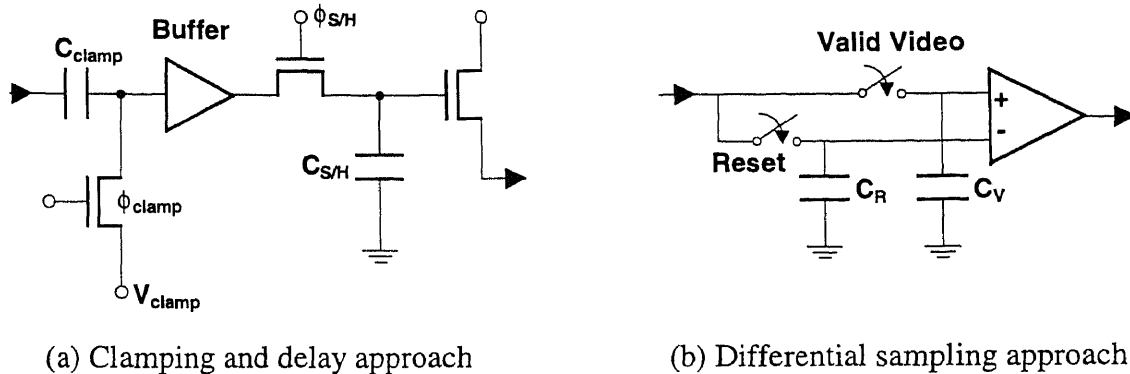 Buffer
ϕS/H
Cclamp
CS/H
ϕclamp
Vclamp
Valid Video
+
-
Reset
CR
CV
(a) Clamping and delay approach
(b) Differential sampling approach